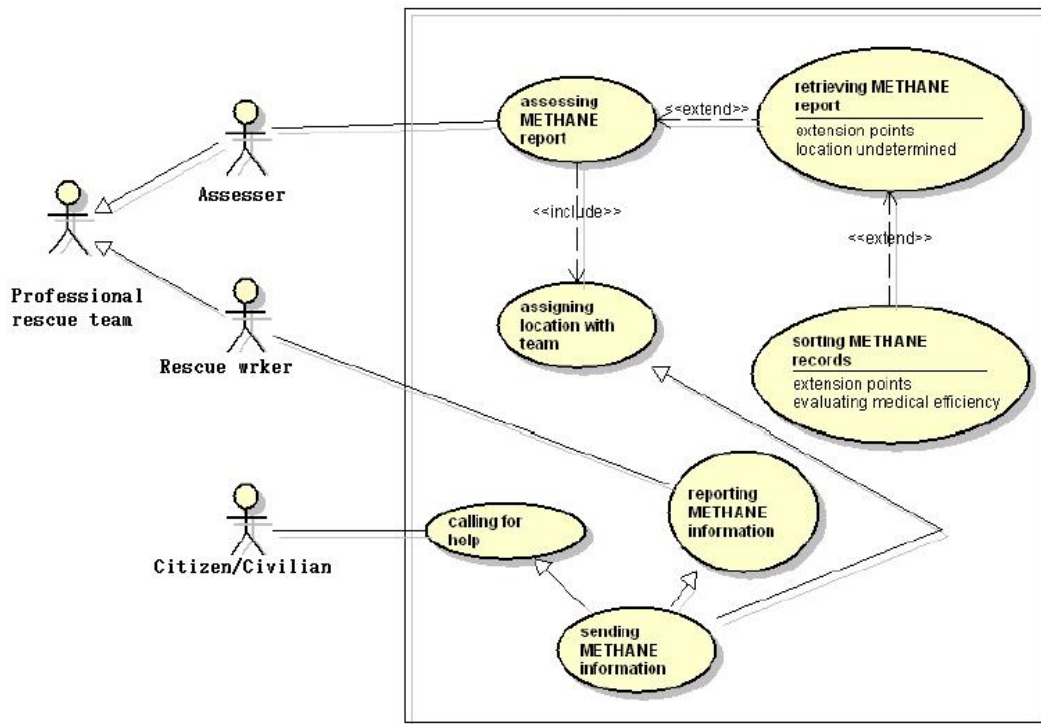 assessing
METHANE
report
<<extend>>
retrieving METHANE
report
extension points
location undetermined
Assesser
<<include>>
<<extend>>
Professional
rescue team
assigning
location with
team
Rescue wrker
sorting METHANE
records
extension points
evaluating medical efficiency
reporting
METHANE
information
calling for
help
Citizen/Civilian
sending
METHANE
information